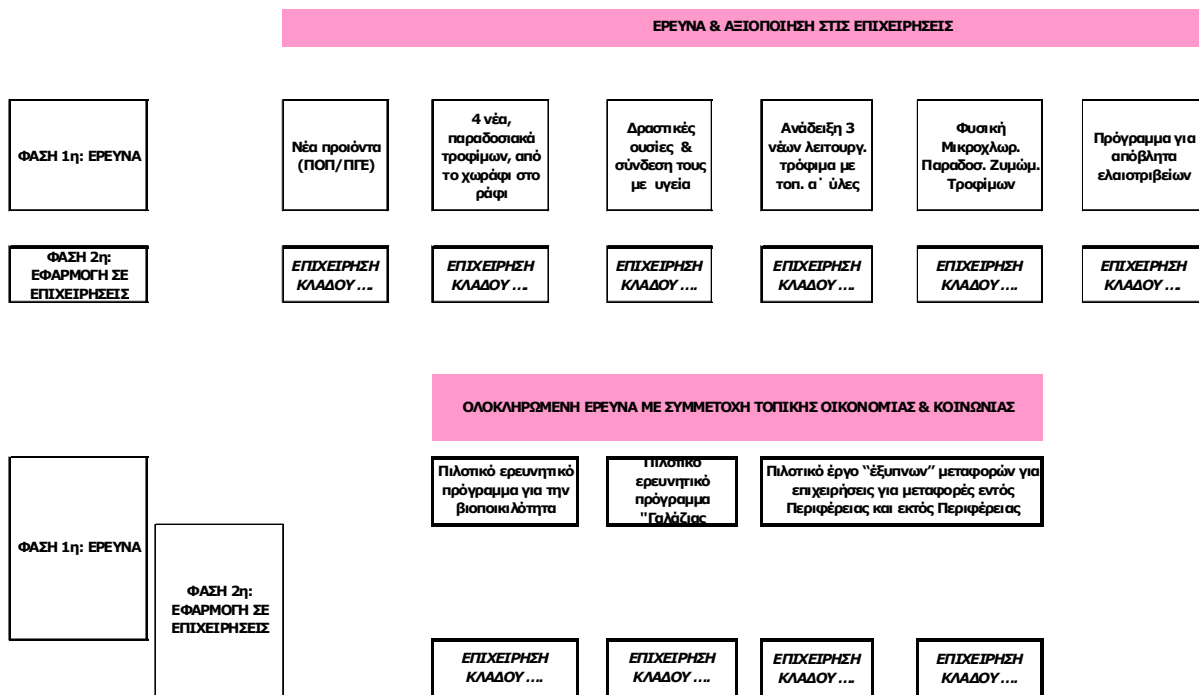 ΕΡΕΥΝΑ & ΑΞΙΟΠΟΙΗΣΗ ΣΤΙΣ ΕΠΙΧΕΙΡΗΣΕΙΣ
ΦΑΣΗ 1η: ΕΡΕΥΝΑ
Νέα προιόντα
(ΠΟΠ/ΠΓΕ)
4 νέα,
παραδοσιακά
τροφίμων, από
το χωράφι στο
ράφι
Δραστικές
ουσίες &
σύνδεση τους
με υγεία
Ανάδειξη 3
νέων λειτουργ.
τρόφιμα με
τοπ. α΄ ύλες
Φυσική
Μικροχλωρ.
Παραδοσ. Ζυμώμ.
Τροφίμων
Πρόγραμμα για
απόβλητα
ελαιοτριβείων
ΦΑΣΗ 2η:
ΕΦΑΡΜΟΓΗ ΣΕ
ΕΠΙΧΕΙΡΗΣΕΙΣ
ΕΠΙΧΕΙΡΗΣΗ
ΚΛΑΔΟΥ ....
ΕΠΙΧΕΙΡΗΣΗ
ΚΛΑΔΟΥ ....
ΕΠΙΧΕΙΡΗΣΗ
ΚΛΑΔΟΥ ....
ΕΠΙΧΕΙΡΗΣΗ
ΚΛΑΔΟΥ ....
ΕΠΙΧΕΙΡΗΣΗ
ΚΛΑΔΟΥ ....
ΕΠΙΧΕΙΡΗΣΗ
ΚΛΑΔΟΥ ....
ΟΛΟΚΛΗΡΩΜΕΝΗ ΕΡΕΥΝΑ ΜΕ ΣΥΜΜΕΤΟΧΗ ΤΟΠΙΚΗΣ ΟΙΚΟΝΟΜΊΑΣ & ΚΟΙΝΩΝΙΑΣ
ΦΑΣΗ 1η: ΕΡΕΥΝΑ
Πιλοτικό ερευνητικό
πρόγραμμα για την
βιοποικιλότητα
Πιλοτικό
ερευνητικό
πρόγραμμα
"Γαλάζιας
Πιλοτικό έργο “έξυπνων” μεταφορών για
επιχειρήσεις για μεταφορές εντός
Περιφέρειας και εκτός Περιφέρειας
ΦΑΣΗ 2η:
ΕΦΑΡΜΟΓΗ ΣΕ
ΕΠΙΧΕΙΡΗΣΕΙΣ
ΕΠΙΧΕΙΡΗΣΗ
ΚΛΑΔΟΥ ....
ΕΠΙΧΕΙΡΗΣΗ
ΚΛΑΔΟΥ ....
ΕΠΙΧΕΙΡΗΣΗ
ΚΛΑΔΟΥ ....
ΕΠΙΧΕΙΡΗΣΗ
ΚΛΑΔΟΥ ....